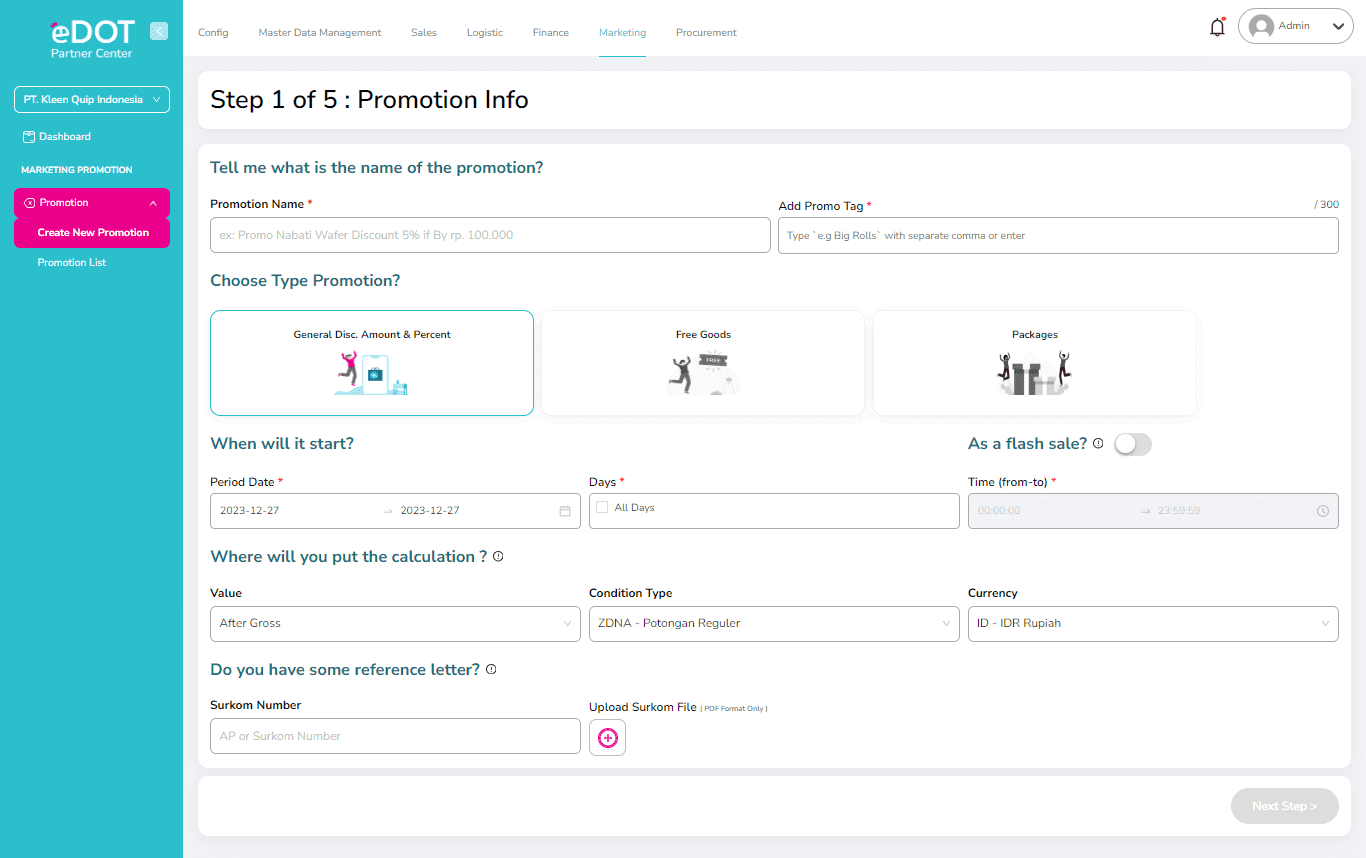 eDOT
Partner Center
PT. Kleen Quip Indonesia
Dashboard
MARKETING PROMOTION
Promotion
Create New Promotion
Promotion List
Config Master Data Management Sales Logistic Finance Marketing Procurement
Admin
Step 1 of 5 : Promotion Info
Tell me what is the name of the promotion?
Promotion Name *
ex: Promo Nabati Wafer Discount 5% if By rp. 100.000
Add Promo Tag * / 300
Type `e.g Big Rolls` with separate comma or enter
Choose Type Promotion?
General Disc. Amount & Percent
Free Goods
FREE
Packages
When will it start?
As a flash sale?
Period Date *
2023-12-27 → 2023-12-27
Days *
All Days
Time (from-to) *
00:00:00 → 23:59:59
Where will you put the calculation ?
Value
After Gross
Condition Type
ZDNA - Potongan Reguler
Currency
ID - IDR Rupiah
Do you have some reference letter?
Surkom Number
AP or Surkom Number
Upload Surkom File ( PDF Format Only )
Next Step >